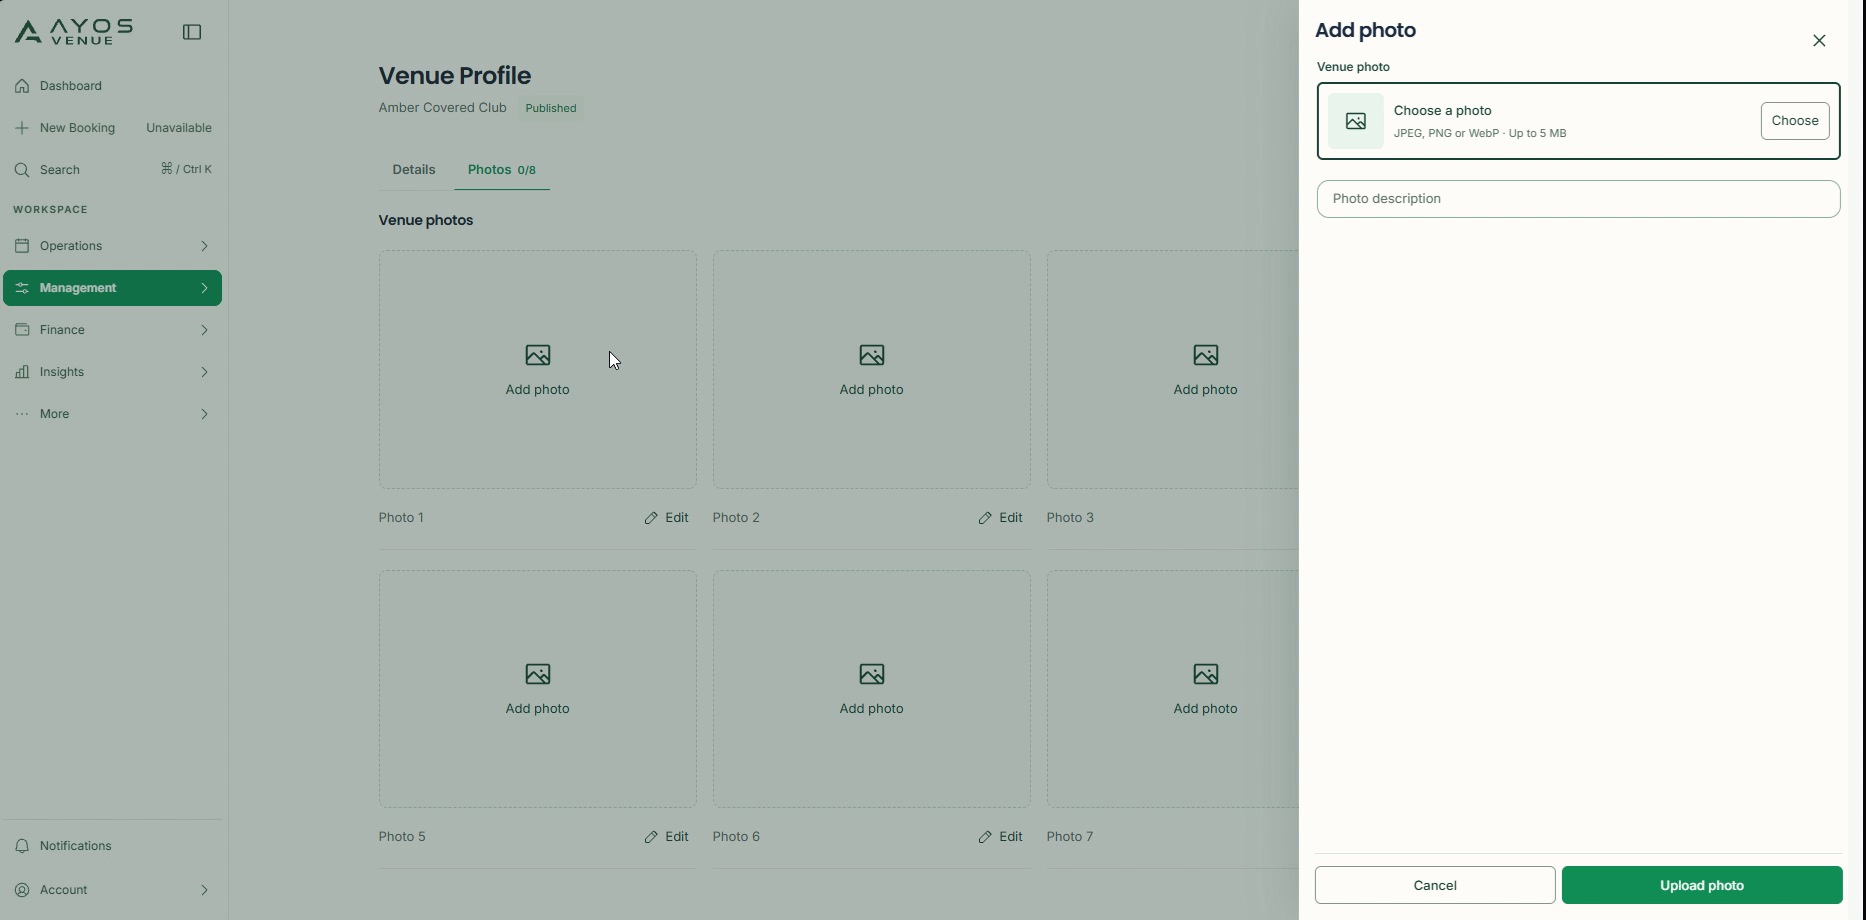 AYOS
VENUE
Dashboard
New Booking Unavailable
Search ⌘ / Ctrl K
WORKSPACE
Operations
Management
Finance
Insights
More
Notifications
Account
Venue Profile
Amber Covered Club Published
Details Photos 0/8
Venue photos
Add photo Add photo Add photo
Photo 1 Edit Photo 2 Edit Photo 3
Add photo Add photo Add photo
Photo 5 Edit Photo 6 Edit Photo 7
Add photo
Venue photo
Choose a photo
JPEG, PNG or WebP · Up to 5 MB
Choose
Photo description
Cancel Upload photo